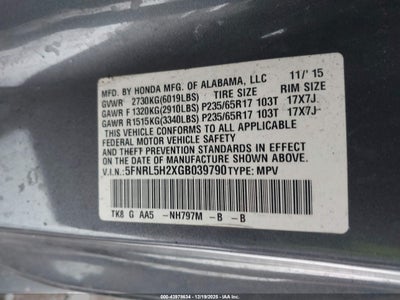 MFD. BY HONDA MFG. OF ALABAMA, LLC 11/'15
GVWR 2730KG(6019LBS) TIRE SIZE RIM SIZE
GAWR F 1320KG(2910LBS) P235/65R17 103T 17X7J
GAWR R 1515KG(3340LBS) P235/65R17 103T 17X7J
THIS VEHICLE CONFORMS TO ALL APPLICABLE
FEDERAL MOTOR VEHICLE SAFETY AND THEFT
PREVENTION STANDARDS IN EFFECT ON THE DATE OF
MANUFACTURE SHOWN ABOVE.
V.I.N.: 5FNRL5H2XGB039790 TYPE: MPV
TK8 G AA5 -NH797M -B -B
© IAA 43979634 12/19/2025 - IAAI.COM